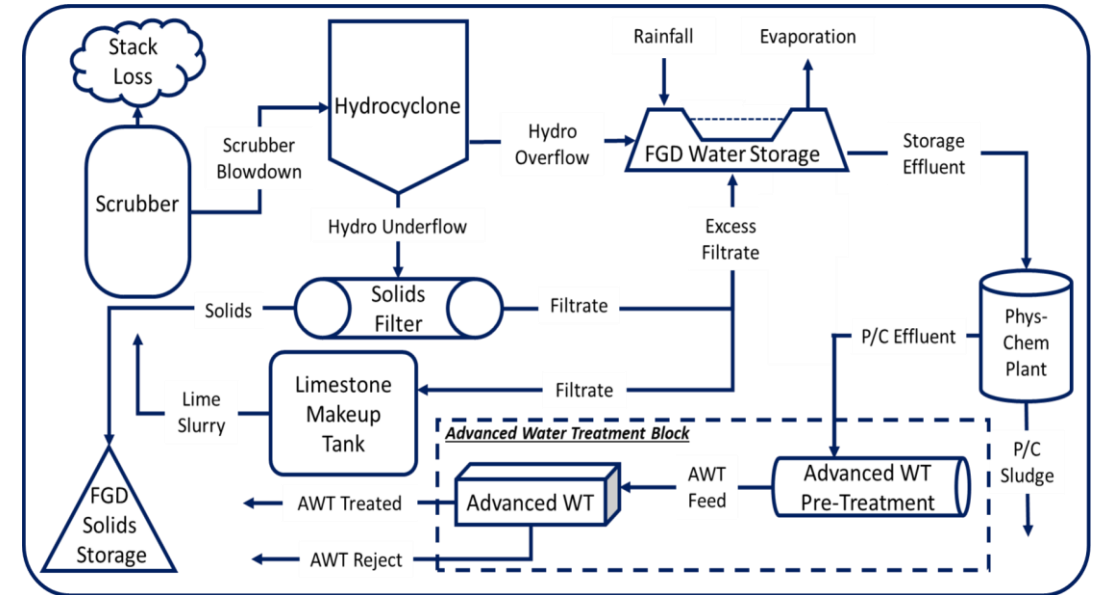 Stack
Loss
Scrubber
Scrubber
Blowdown
Hydrocyclone
Hydro
Overflow
Rainfall
Evaporation
FGD Water Storage
Storage
Effluent
Hydro Underflow
Excess
Filtrate
Solids
Solids
Filter
Filtrate
Phys-
Chem
Plant
P/C Effluent
Lime
Slurry
Limestone
Makeup
Tank
Filtrate
P/C
Sludge
Advanced Water Treatment Block
Advanced WT
Pre-Treatment
AWT
Feed
Advanced WT
AWT Treated
AWT Reject
FGD
Solids
Storage